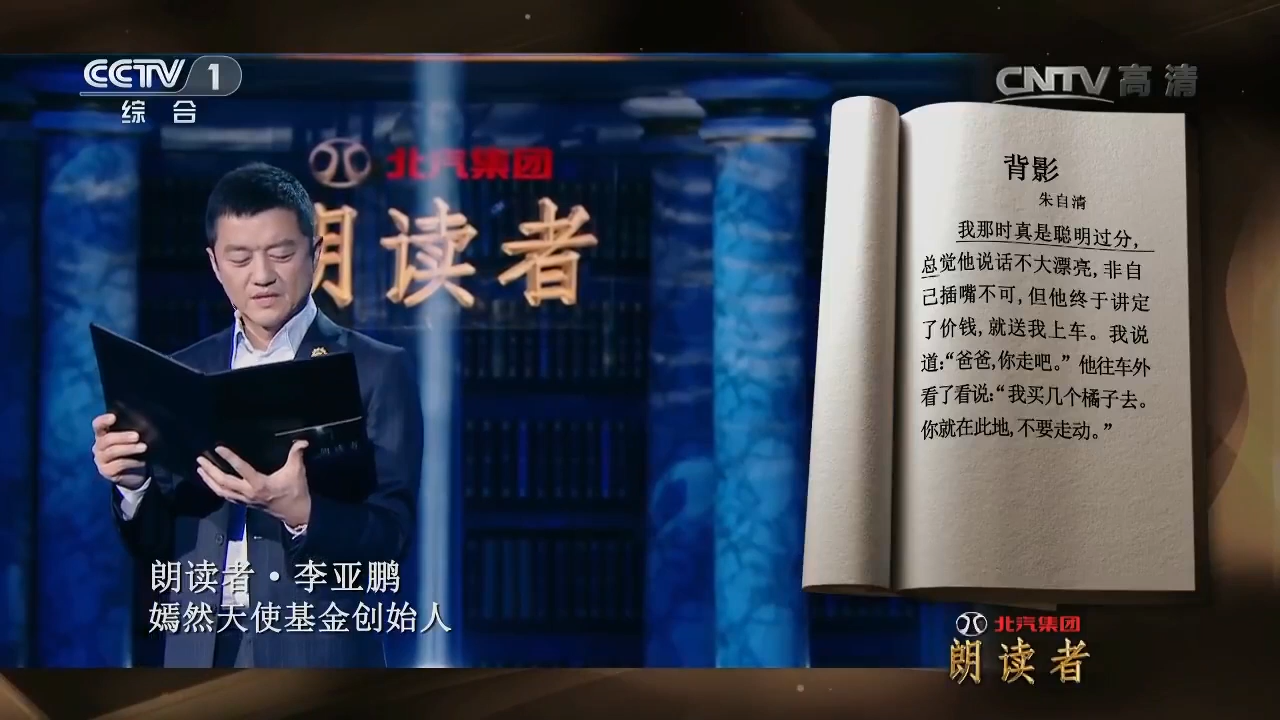 CCTV 1
综合
CNTV高清
北汽集团
朗读者
背影
朱自清
我那时真是聪明过分,
总觉他说话不大漂亮,非自
己插嘴不可,但他终于讲定
了价钱,就送我上车。我说
道:“爸爸,你走吧。”他往车外
看了看说:“我买几个橘子去。
你就在此地,不要走动。”
朗读者·李亚鹏
嫣然天使基金创始人
北汽集团
朗读者